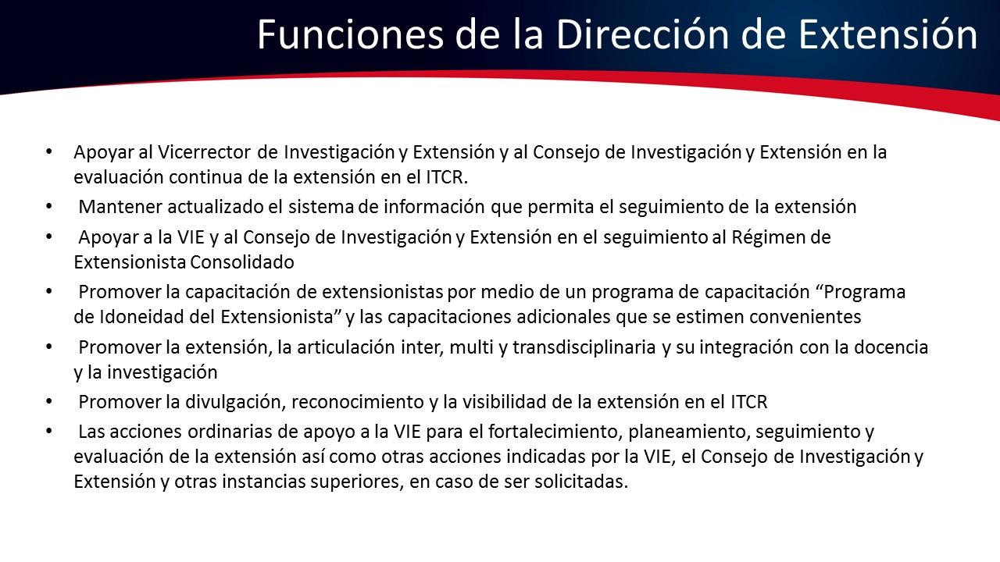 Funciones de la Dirección de Extensión
• Apoyar al Vicerrector de Investigación y Extensión y al Consejo de Investigación y Extensión en la
evaluación continua de la extensión en el ITCR.
• Mantener actualizado el sistema de información que permita el seguimiento de la extensión
• Apoyar a la VIE y al Consejo de Investigación y Extensión en el seguimiento al Régimen de
Extensionista Consolidado
• Promover la capacitación de extensionistas por medio de un programa de capacitación “Programa
de Idoneidad del Extensionista” y las capacitaciones adicionales que se estimen convenientes
• Promover la extensión, la articulación inter, multi y transdisciplinaria y su integración con la docencia
y la investigación
• Promover la divulgación, reconocimiento y la visibilidad de la extensión en el ITCR
• Las acciones ordinarias de apoyo a la VIE para el fortalecimiento, planeamiento, seguimiento y
evaluación de la extensión así como otras acciones indicadas por la VIE, el Consejo de Investigación y
Extensión y otras instancias superiores, en caso de ser solicitadas.